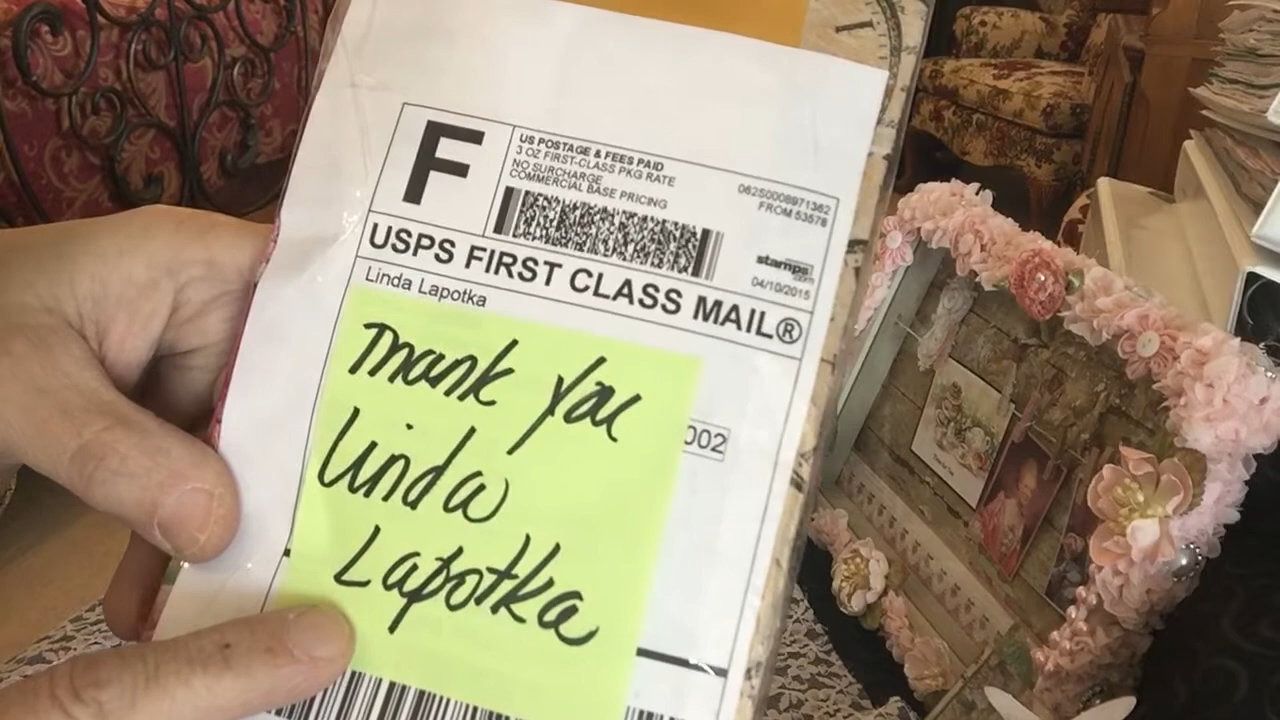 F
US POSTAGE & FEES PAID
3 OZ FIRST-CLASS PKG RATE
NO SURCHARGE
COMMERCIAL BASE PRICING
062S0008971362
FROM 53578
stamps.com
04/10/2015
USPS FIRST CLASS MAIL®
Linda Lapotka
Thank You
Linda
Lapotka
002